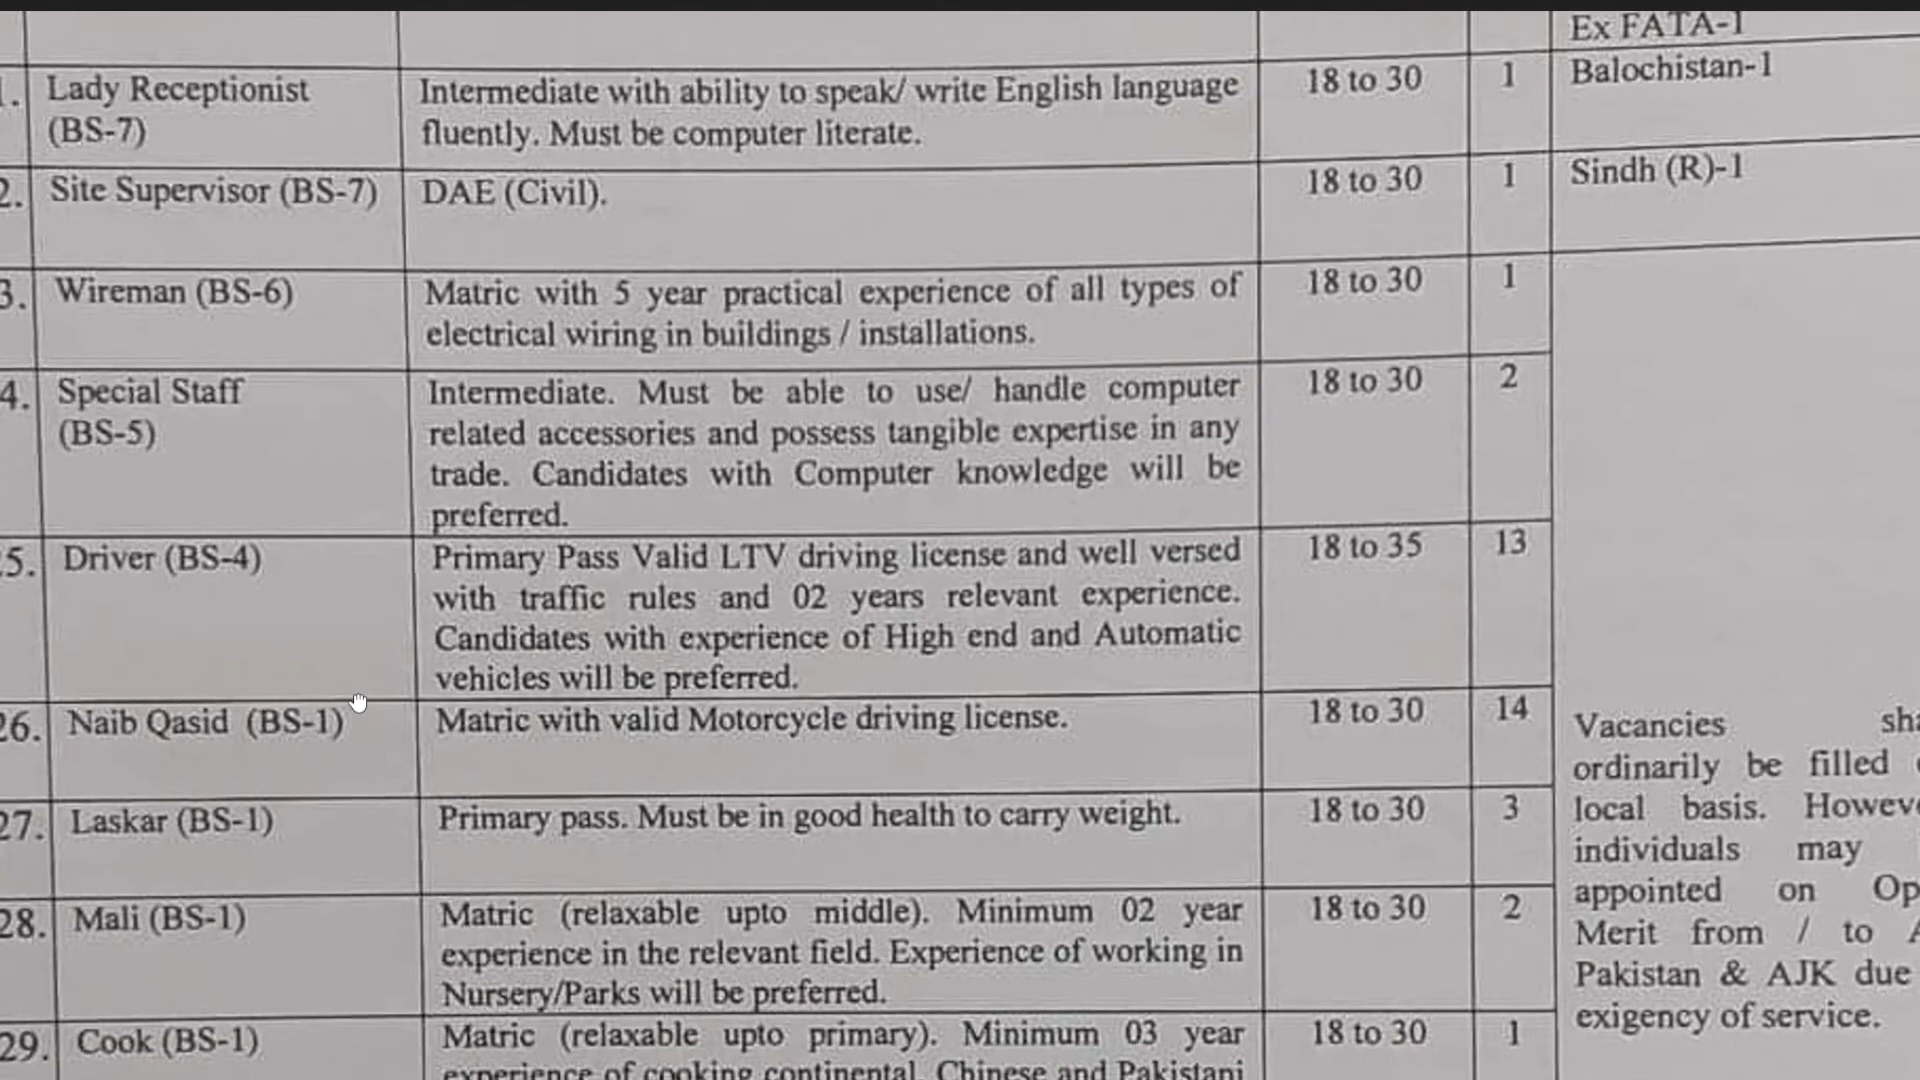 Ex FATA-1
1. Lady Receptionist (BS-7)
Intermediate with ability to speak/ write English language
fluently. Must be computer literate.
18 to 30
1
Balochistan-1
2. Site Supervisor (BS-7)
DAE (Civil).
18 to 30
1
Sindh (R)-1
3. Wireman (BS-6)
Matric with 5 year practical experience of all types of
electrical wiring in buildings / installations.
18 to 30
1
4. Special Staff
(BS-5)
Intermediate. Must be able to use/ handle computer
related accessories and possess tangible expertise in any
trade. Candidates with Computer knowledge will be
preferred.
18 to 30
2
5. Driver (BS-4)
Primary Pass Valid LTV driving license and well versed
with traffic rules and 02 years relevant experience.
Candidates with experience of High end and Automatic
vehicles will be preferred.
18 to 35
13
26. Naib Qasid (BS-1)
Matric with valid Motorcycle driving license.
18 to 30
14
27. Laskar (BS-1)
Primary pass. Must be in good health to carry weight.
18 to 30
3
28. Mali (BS-1)
Matric (relaxable upto middle). Minimum 02 year
experience in the relevant field. Experience of working in
Nursery/Parks will be preferred.
18 to 30
2
29. Cook (BS-1)
Matric (relaxable upto primary). Minimum 03 year
experience of cooking continental, Chinese and Pakistani
18 to 30
1
Vacancies
ordinarily be filled
local basis.
individuals may
appointed on
Merit from / to
Pakistan & AJK due
exigency of service.